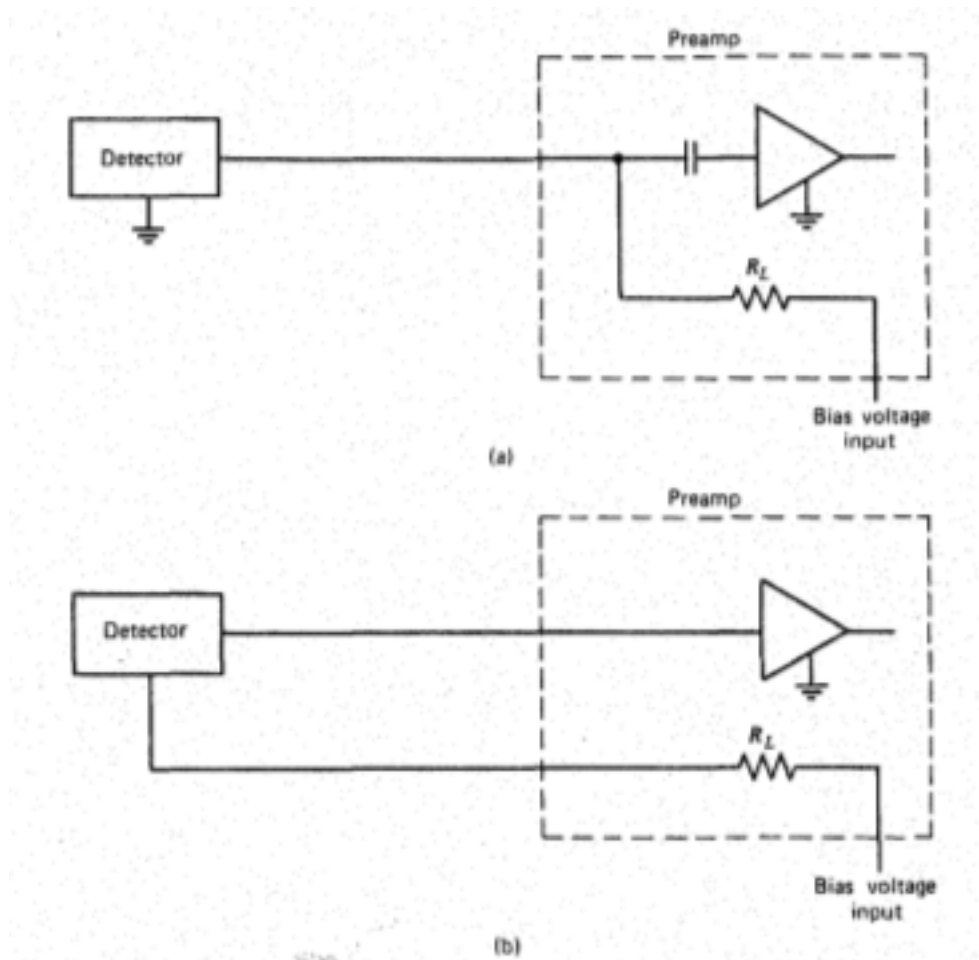 Preamp
Detector
R_L
Bias voltage
input
(a)
Preamp
Detector
R_L
Bias voltage
input
(b)